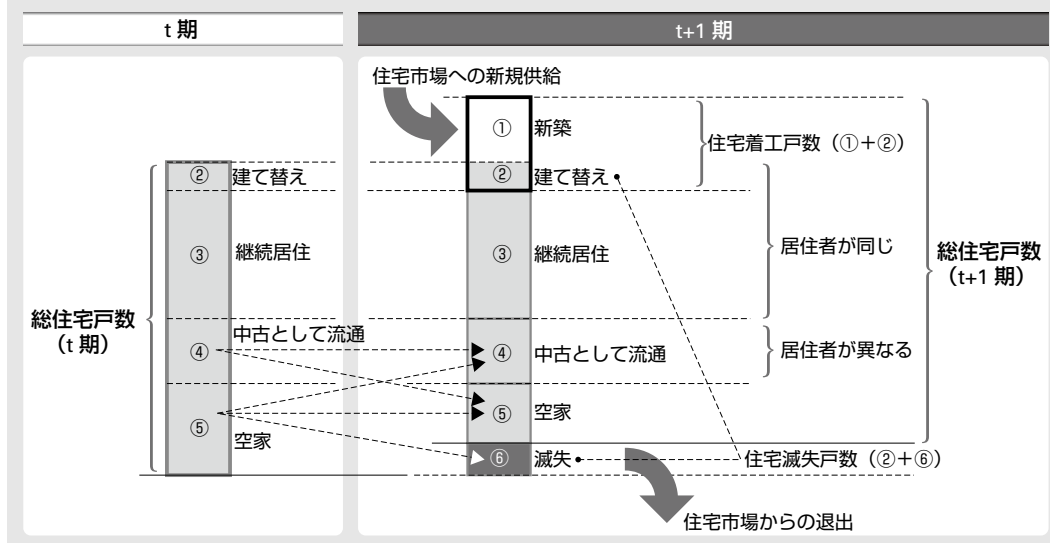 t 期
t+1 期
住宅市場への新規供給
① 新築
住宅着工戸数(①+②)
② 建て替え
② 建て替え
③ 継続居住
③ 継続居住
居住者が同じ
総住宅戸数
(t+1 期)
総住宅戸数
(t 期)
④ 中古として流通
④ 中古として流通
居住者が異なる
⑤ 空家
⑤ 空家
⑥ 滅失
住宅滅失戸数(②+⑥)
住宅市場からの退出